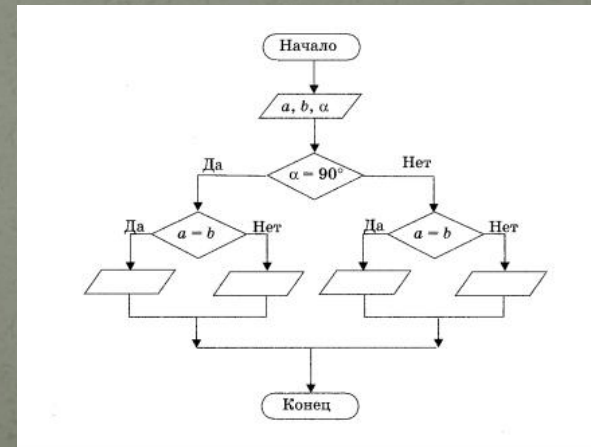 Начало
a, b, α
Да
Нет
α = 90°
Да
a = b
Нет
Да
a = b
Нет
Конец